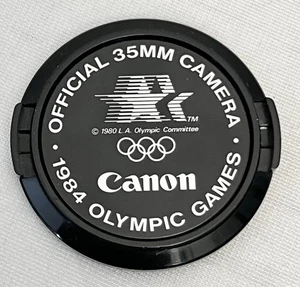 · OFFICIAL 35MM CAMERA ·
TM
© 1980 L.A. Olympic Committee
Canon
1984 OLYMPIC GAMES